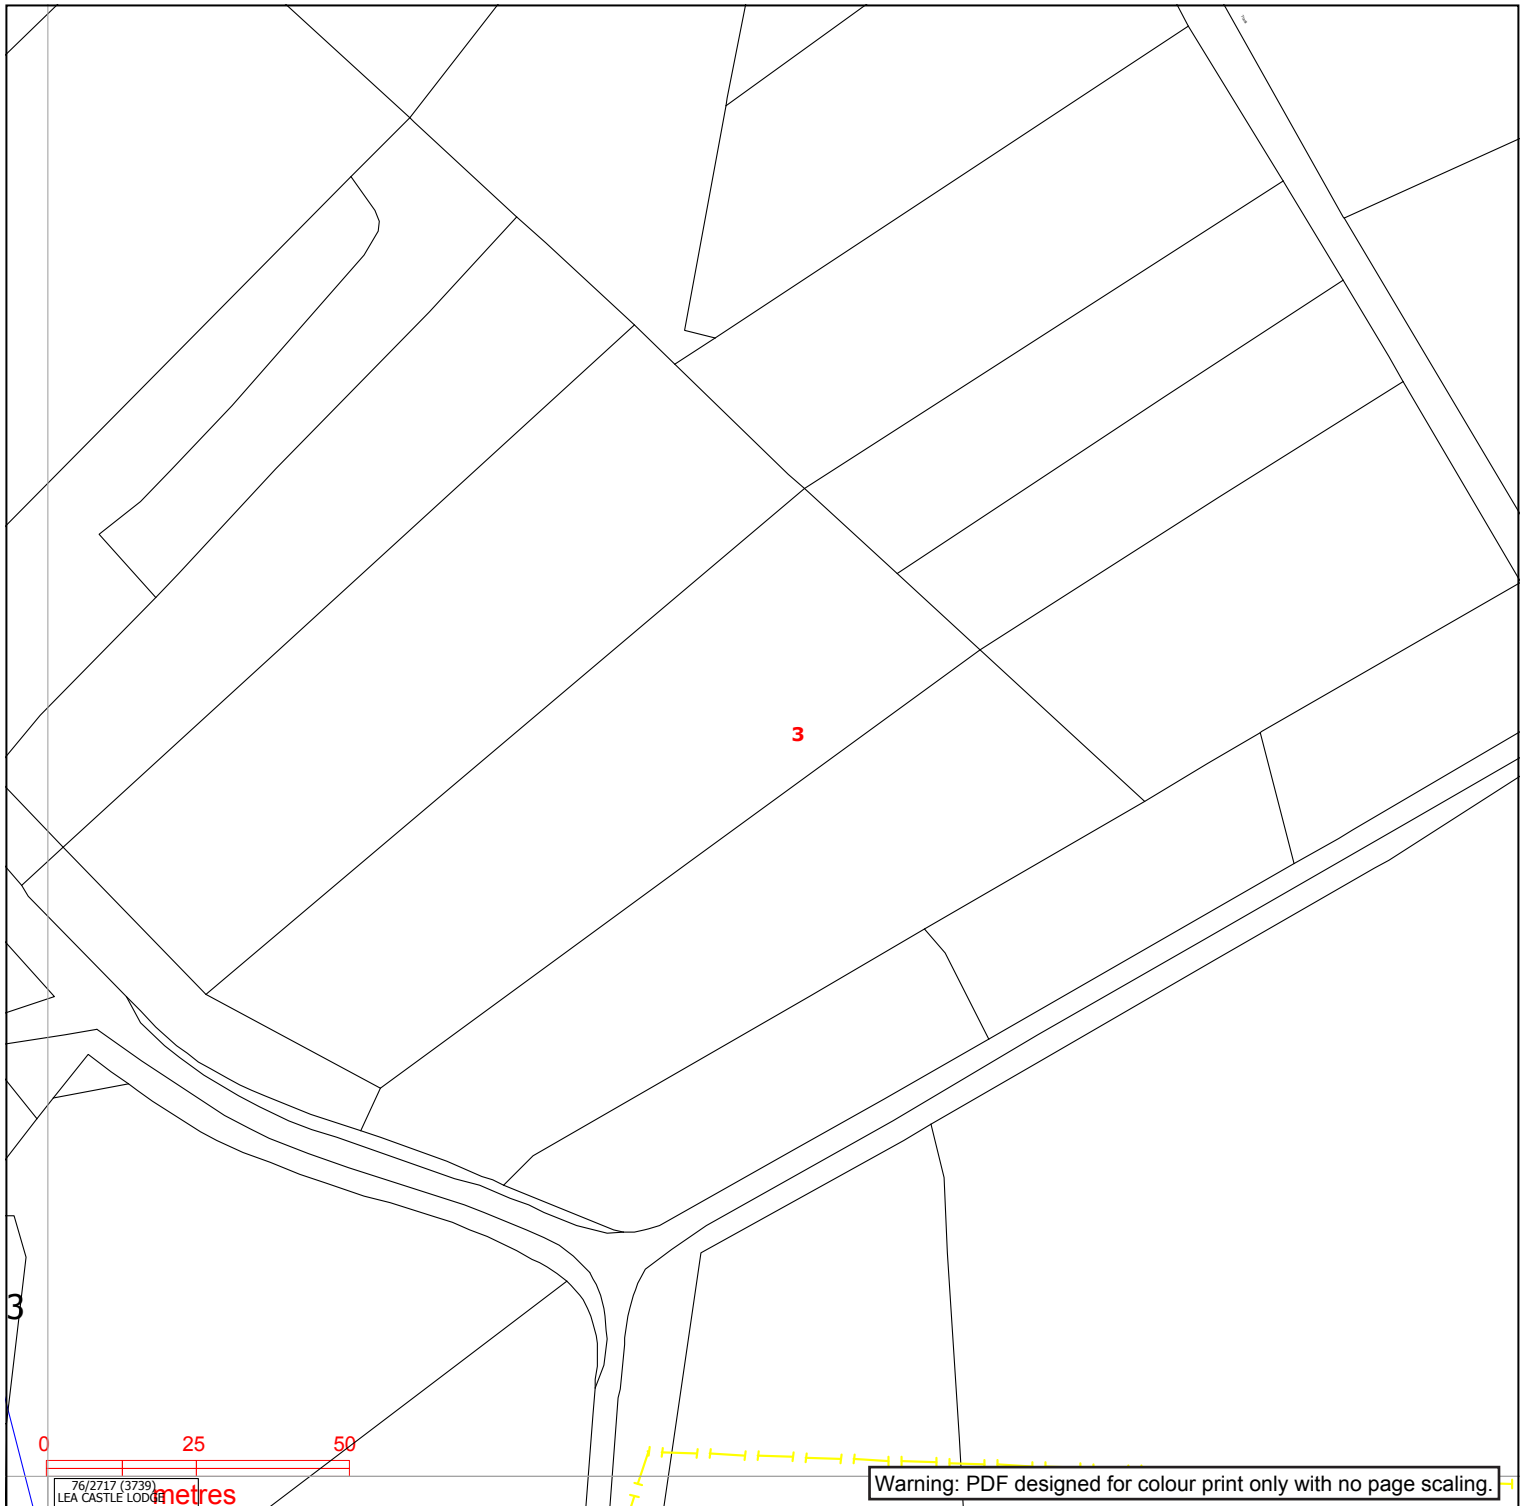 3
3
0 25 50
metres
76/2717 (3739)
LEA CASTLE LODGE
Warning: PDF designed for colour print only with no page scaling.